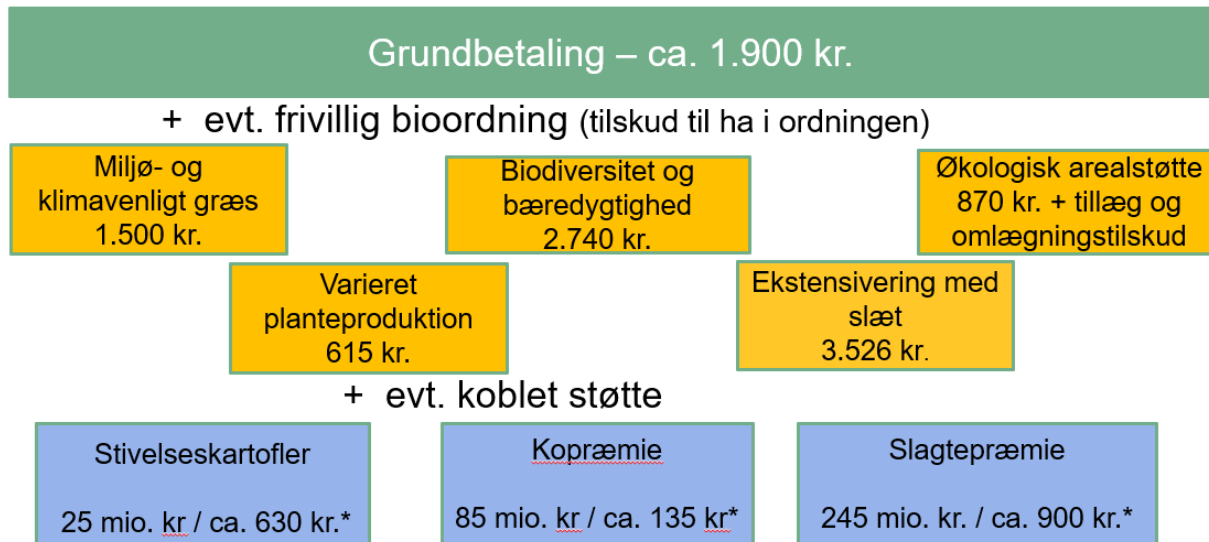 Grundbetaling – ca. 1.900 kr.
+ evt. frivillig bioordning (tilskud til ha i ordningen)
Miljø- og
klimavenligt græs
1.500 kr.
Biodiversitet og
bæredygtighed
2.740 kr.
Økologisk arealstøtte
870 kr. + tillæg og
omlægningstilskud
Varieret
planteproduktion
615 kr.
Ekstensivering med
slæt
3.526 kr.
+ evt. koblet støtte
Stivelseskartofler
25 mio. kr / ca. 630 kr.*
Kopræmie
85 mio. kr / ca. 135 kr*
Slagtepræmie
245 mio. kr. / ca. 900 kr.*